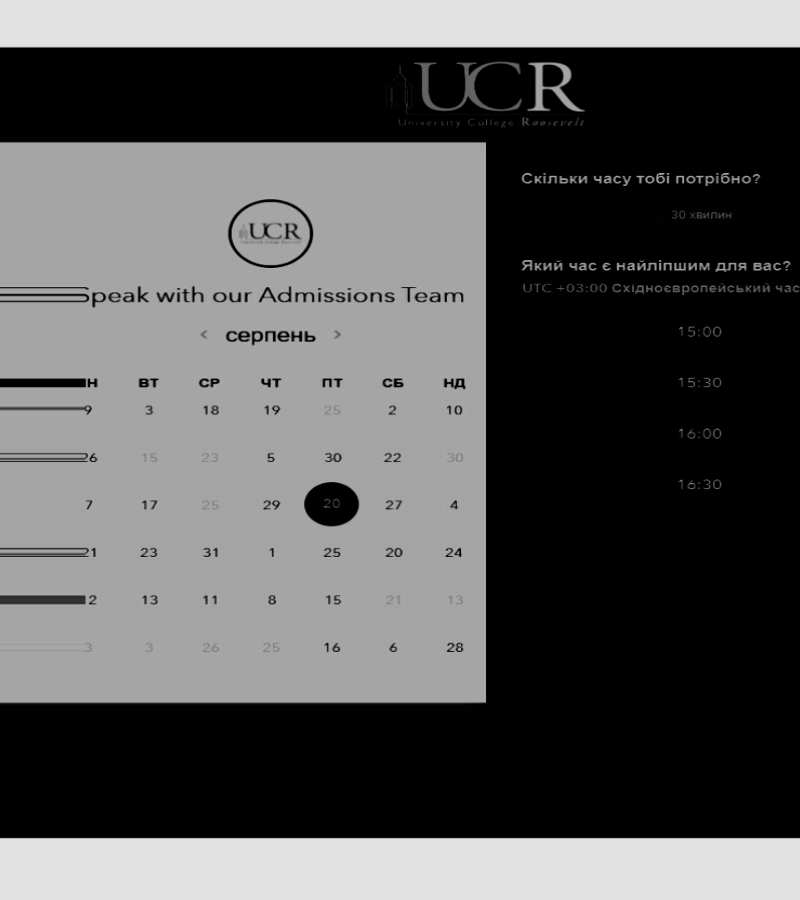 UCR
University College Roosevelt
UCR
Speak with our Admissions Team
< серпень >
Н ВТ СР ЧТ ПТ СБ НД
9 3 18 19 25 2 10
26 15 23 5 30 22 30
7 17 25 29 20 27 4
21 23 31 1 25 20 24
2 13 11 8 15 21 13
3 3 26 25 16 6 28
Скільки часу тобі потрібно?
30 хвилин
Який час є найліпшим для вас?
UTC +03:00 Східноєвропейський час
15:00
15:30
16:00
16:30